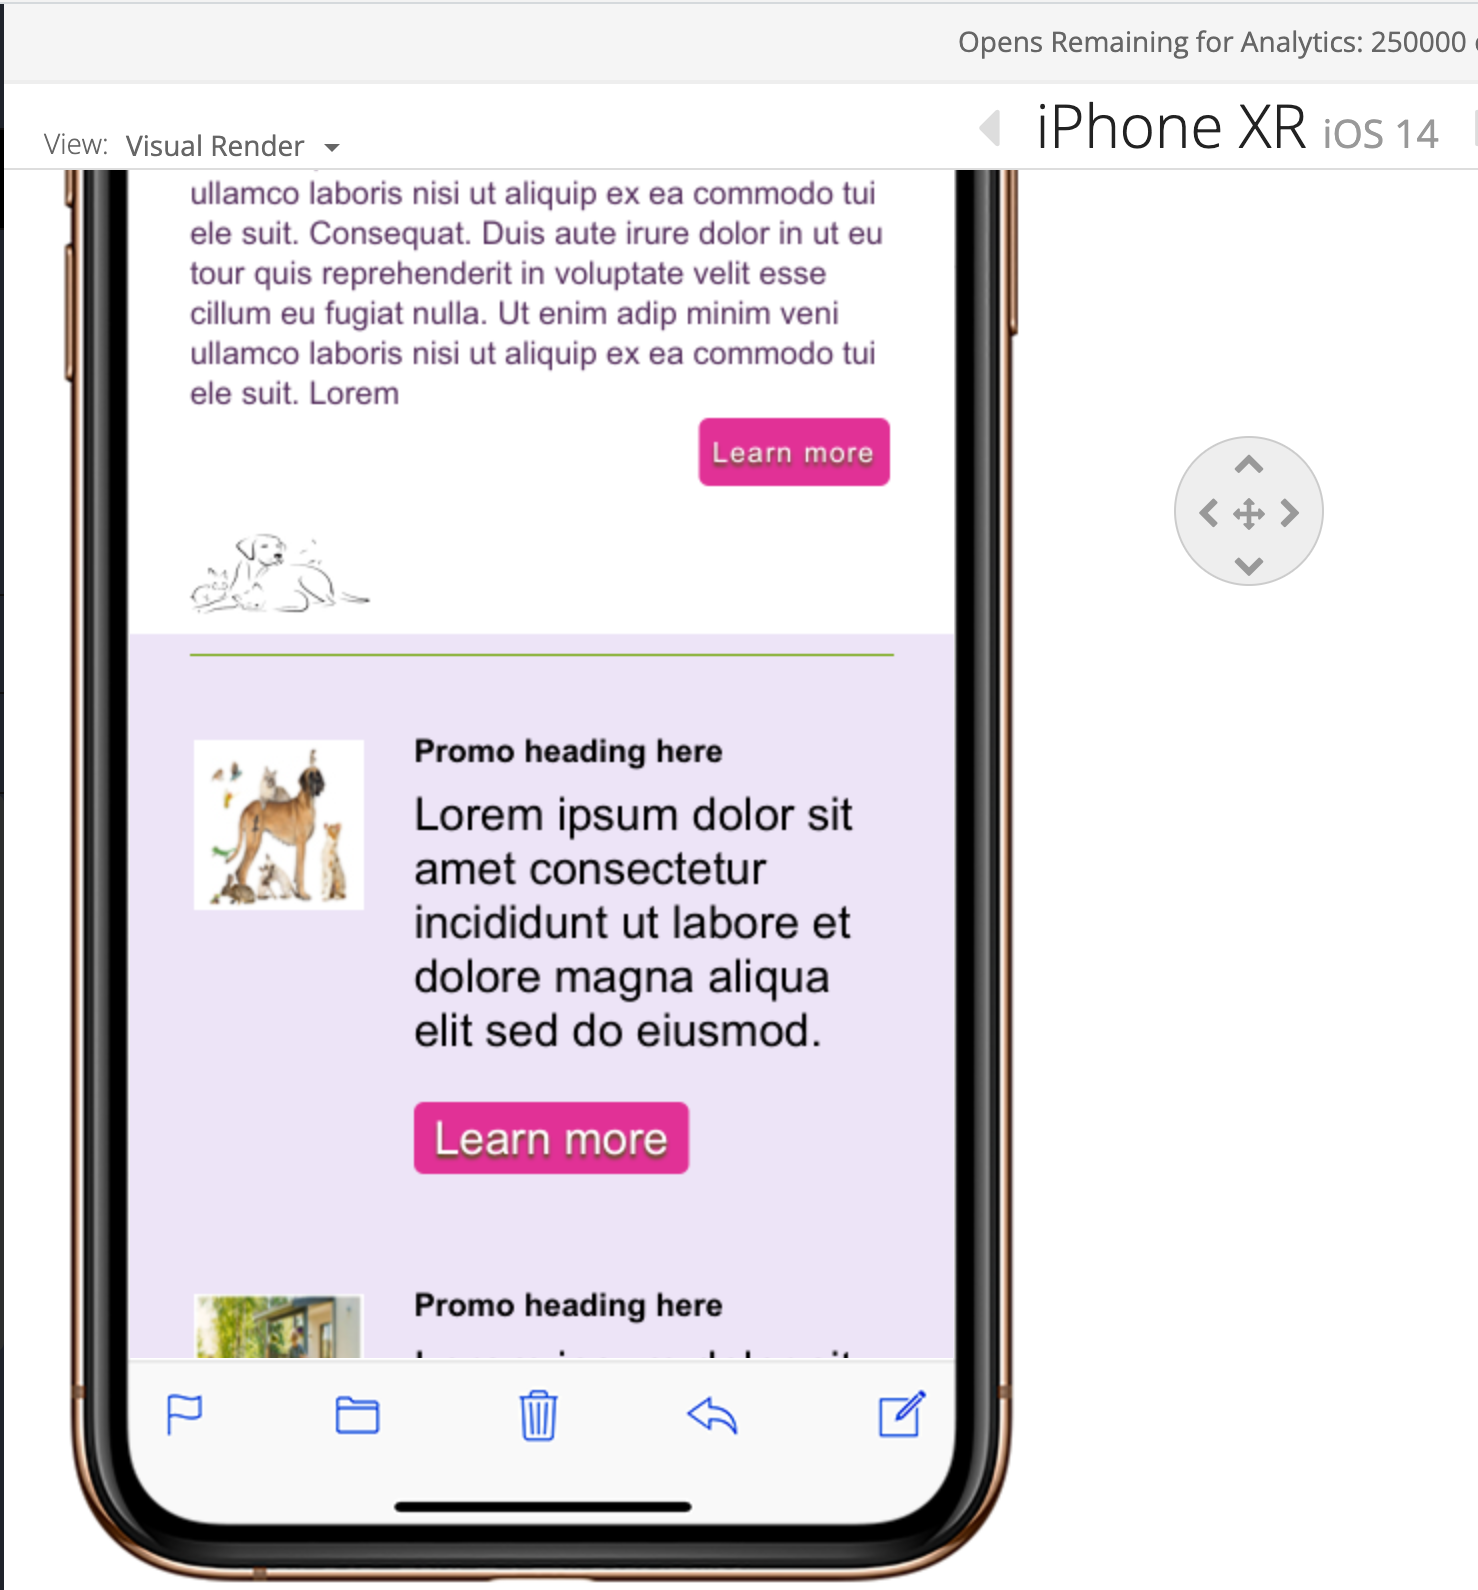 Opens Remaining for Analytics: 250000
View: Visual Render
iPhone XR iOS 14
ullamco laboris nisi ut aliquip ex ea commodo tui
ele suit. Consequat. Duis aute irure dolor in ut eu
tour quis reprehenderit in voluptate velit esse
cillum eu fugiat nulla. Ut enim adip minim veni
ullamco laboris nisi ut aliquip ex ea commodo tui
ele suit. Lorem
Learn more
Promo heading here
Lorem ipsum dolor sit
amet consectetur
incididunt ut labore et
dolore magna aliqua
elit sed do eiusmod.
Learn more
Promo heading here